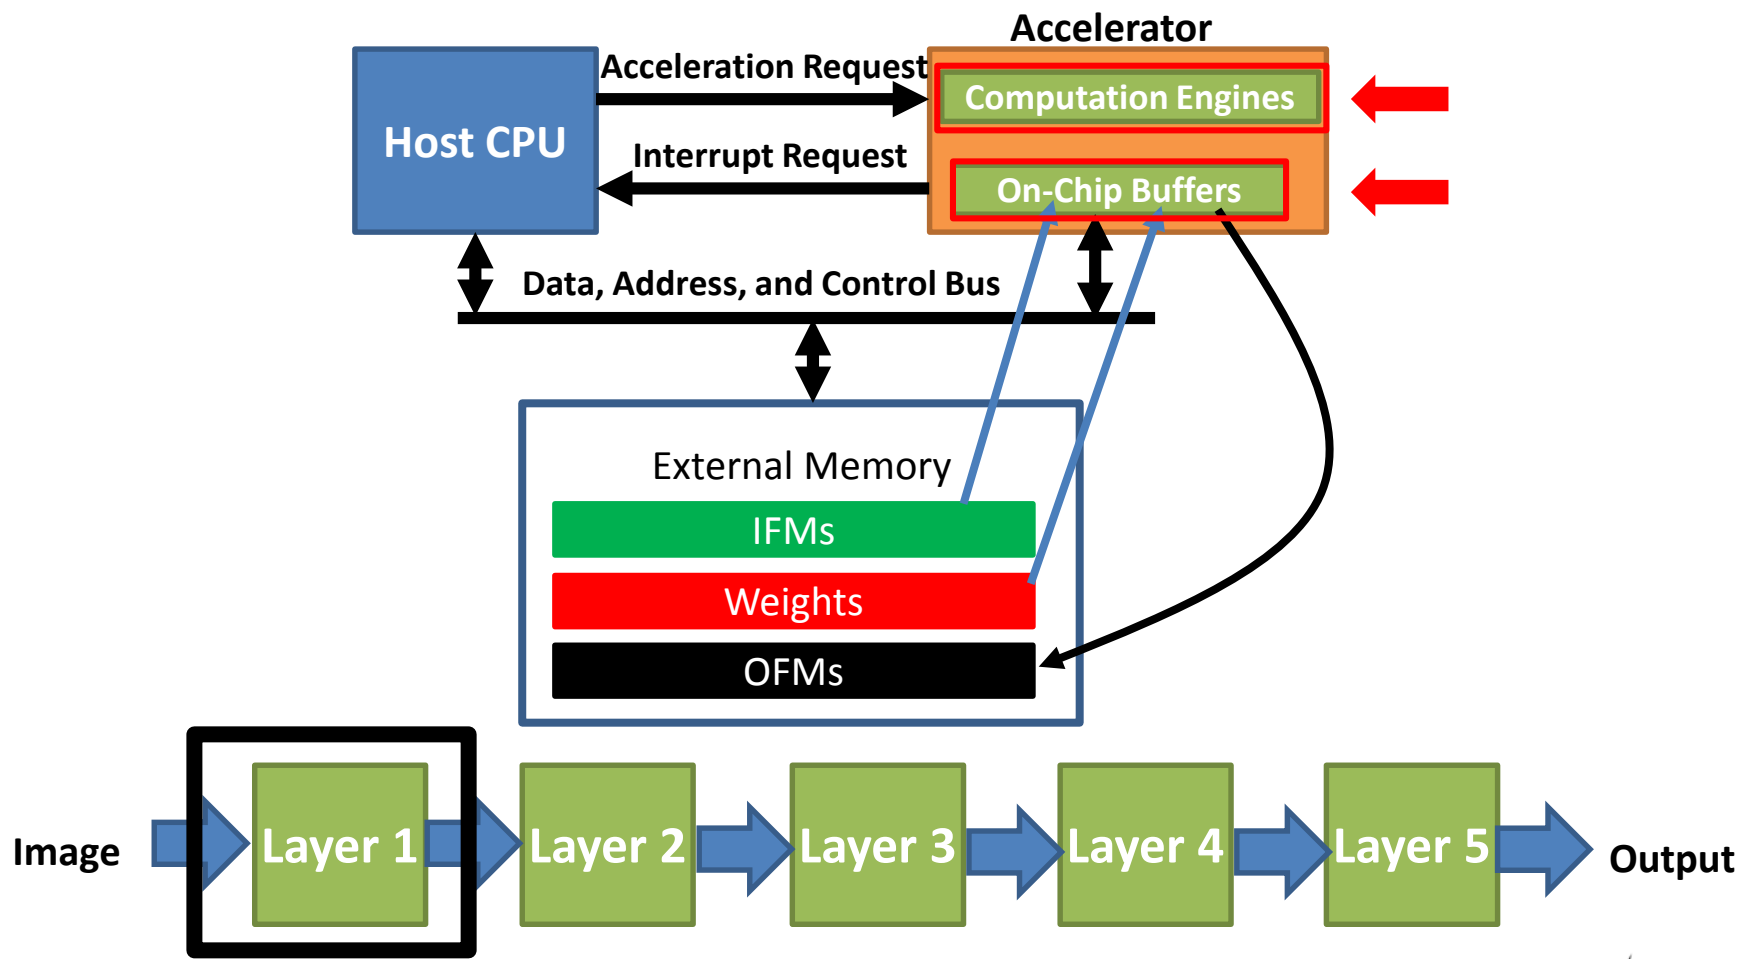 Accelerator
Acceleration Request
Computation Engines
Host CPU
Interrupt Request
On-Chip Buffers
Data, Address, and Control Bus
External Memory
IFMs
Weights
OFMs
Image
Layer 1
Layer 2
Layer 3
Layer 4
Layer 5
Output